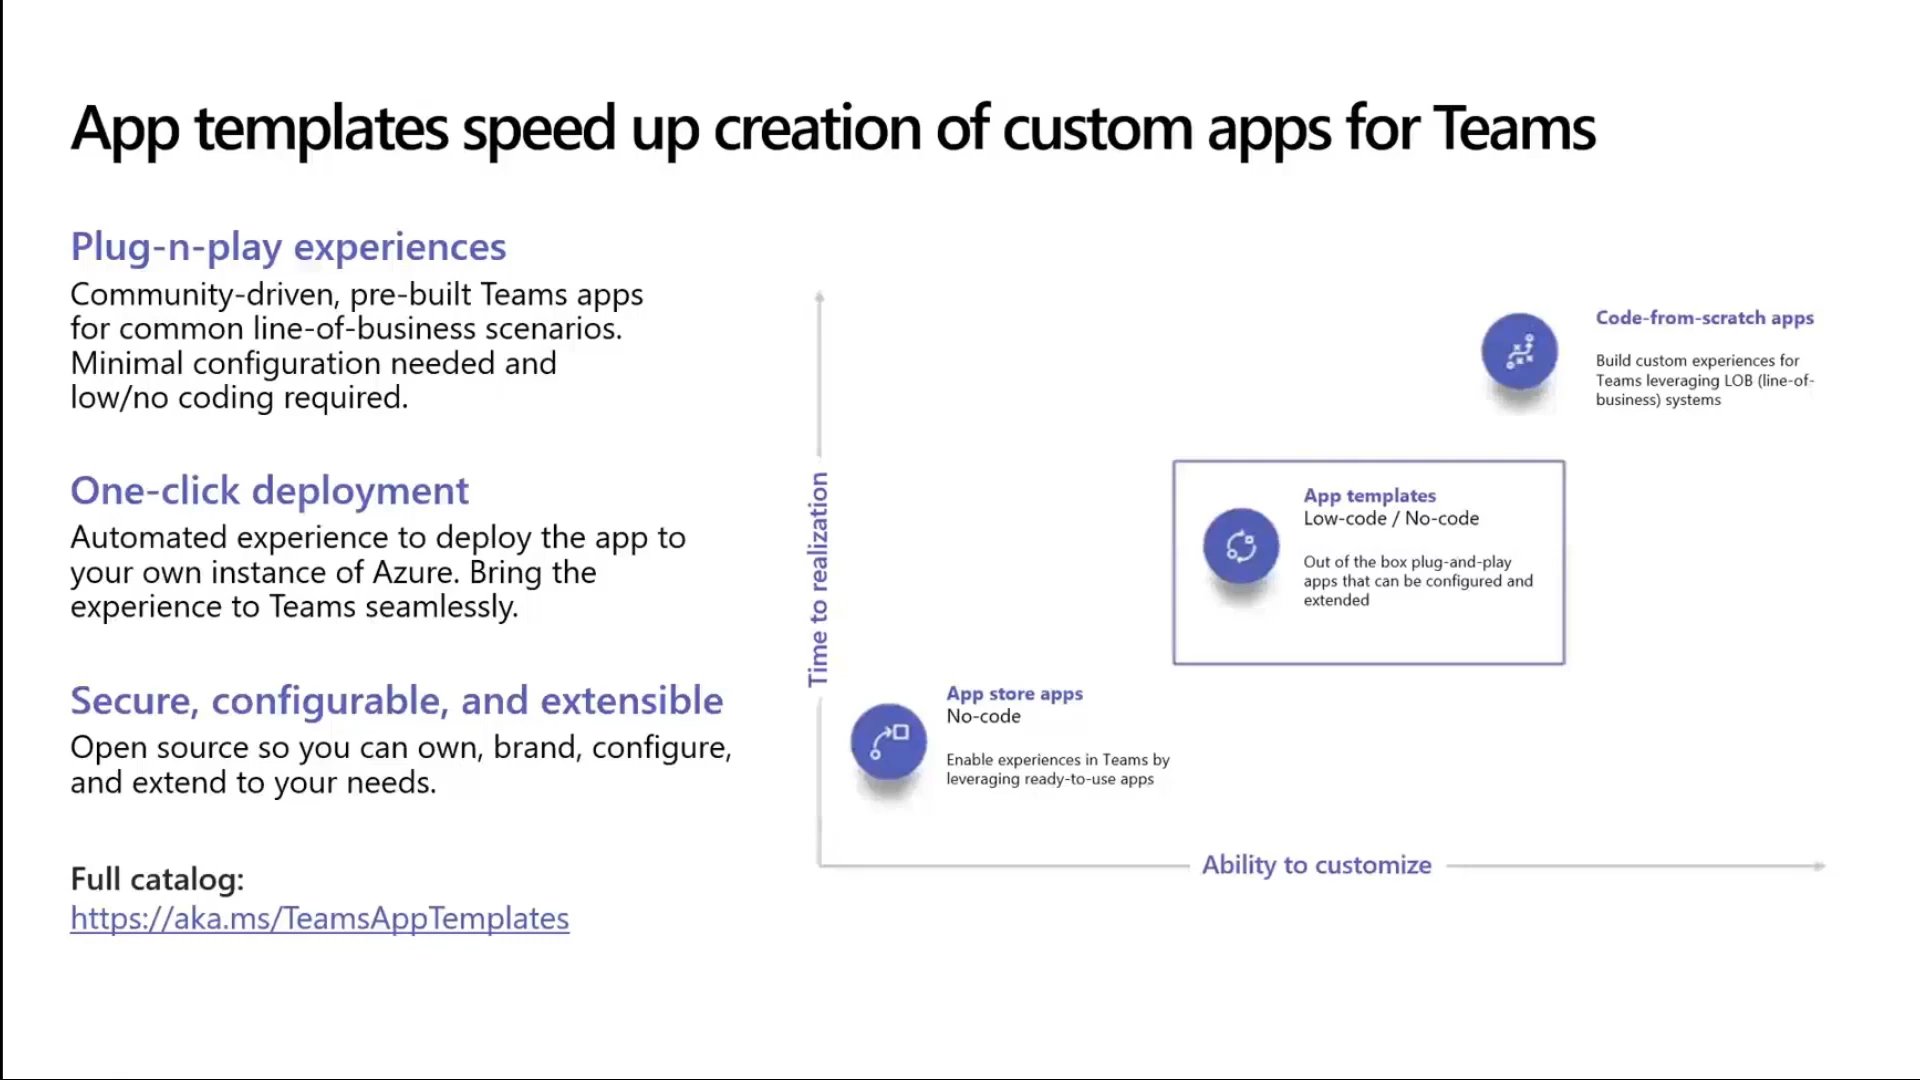 App templates speed up creation of custom apps for Teams
Plug-n-play experiences
Community-driven, pre-built Teams apps
for common line-of-business scenarios.
Minimal configuration needed and
low/no coding required.
One-click deployment
Automated experience to deploy the app to
your own instance of Azure. Bring the
experience to Teams seamlessly.
Secure, configurable, and extensible
Open source so you can own, brand, configure,
and extend to your needs.
Full catalog:
https://aka.ms/TeamsAppTemplates
Time to realization
Code-from-scratch apps
Build custom experiences for
Teams leveraging LOB (line-of-
business) systems
App templates
Low-code / No-code
Out of the box plug-and-play
apps that can be configured and
extended
App store apps
No-code
Enable experiences in Teams by
leveraging ready-to-use apps
Ability to customize